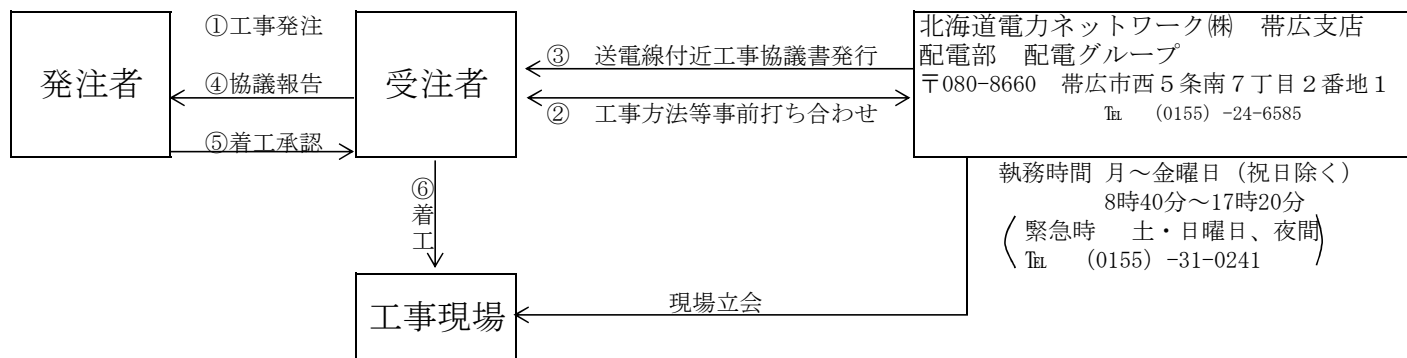 ①工事発注
発注者
④協議報告
⑤着工承認
受注者
③　送電線付近工事協議書発行
②　工事方法等事前打ち合わせ
北海道電力ネットワーク㈱　帯広支店
配電部　配電グループ
〒080-8660　帯広市西５条南７丁目２番地１
℡　(0155) -24-6585
執務時間 月～金曜日（祝日除く）
8時40分～17時20分
緊急時　土・日曜日、夜間
℡　(0155) -31-0241
⑥着工
工事現場
現場立会